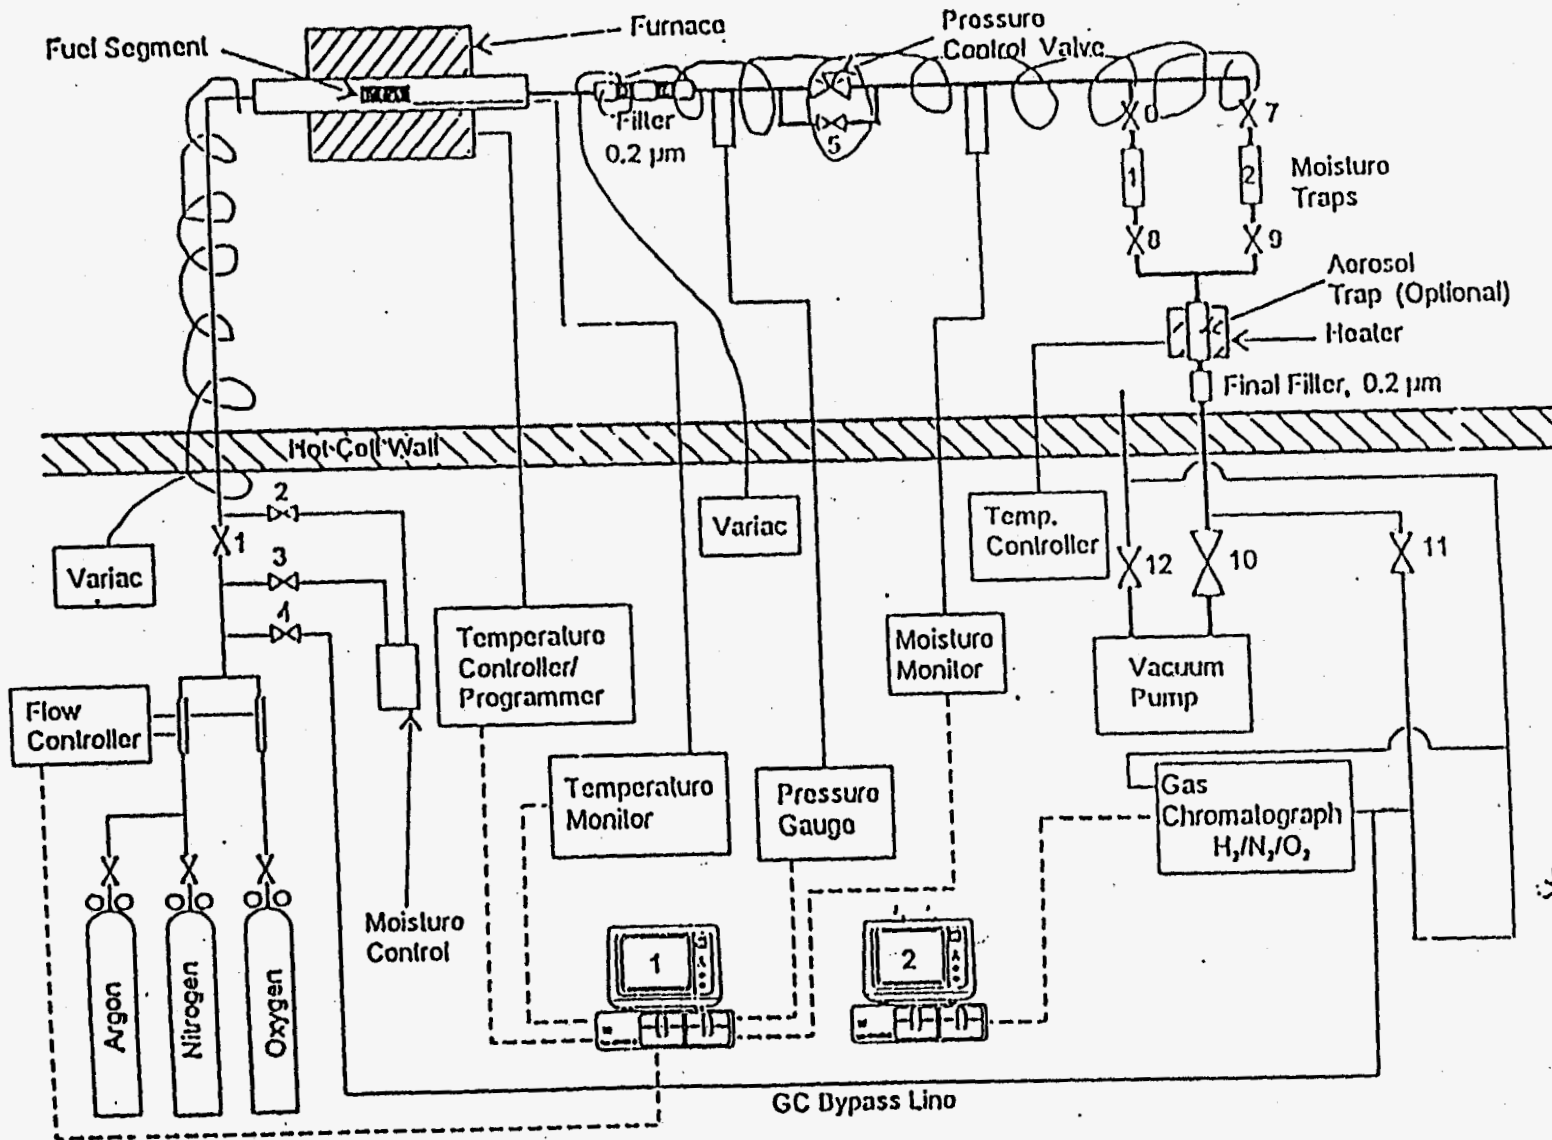 Fuel Segment
Furnace
Pressure
Control Valve
Filter
0.2 μm
5
6
7
1
2
Moisture
Traps
8
9
Aerosol
Trap (Optional)
Heater
Final Filter, 0.2 μm
Hot Cell Wall
2
1
3
4
Variac
Variac
Temp.
Controller
12
10
11
Temperature
Controller/
Programmer
Moisture
Monitor
Vacuum
Pump
Flow
Controller
Temperature
Monitor
Pressure
Gauge
Gas
Chromatograph
H₂/N₂/O₂
Moisture
Control
Argon
Nitrogen
Oxygen
1
2
GC Bypass Line